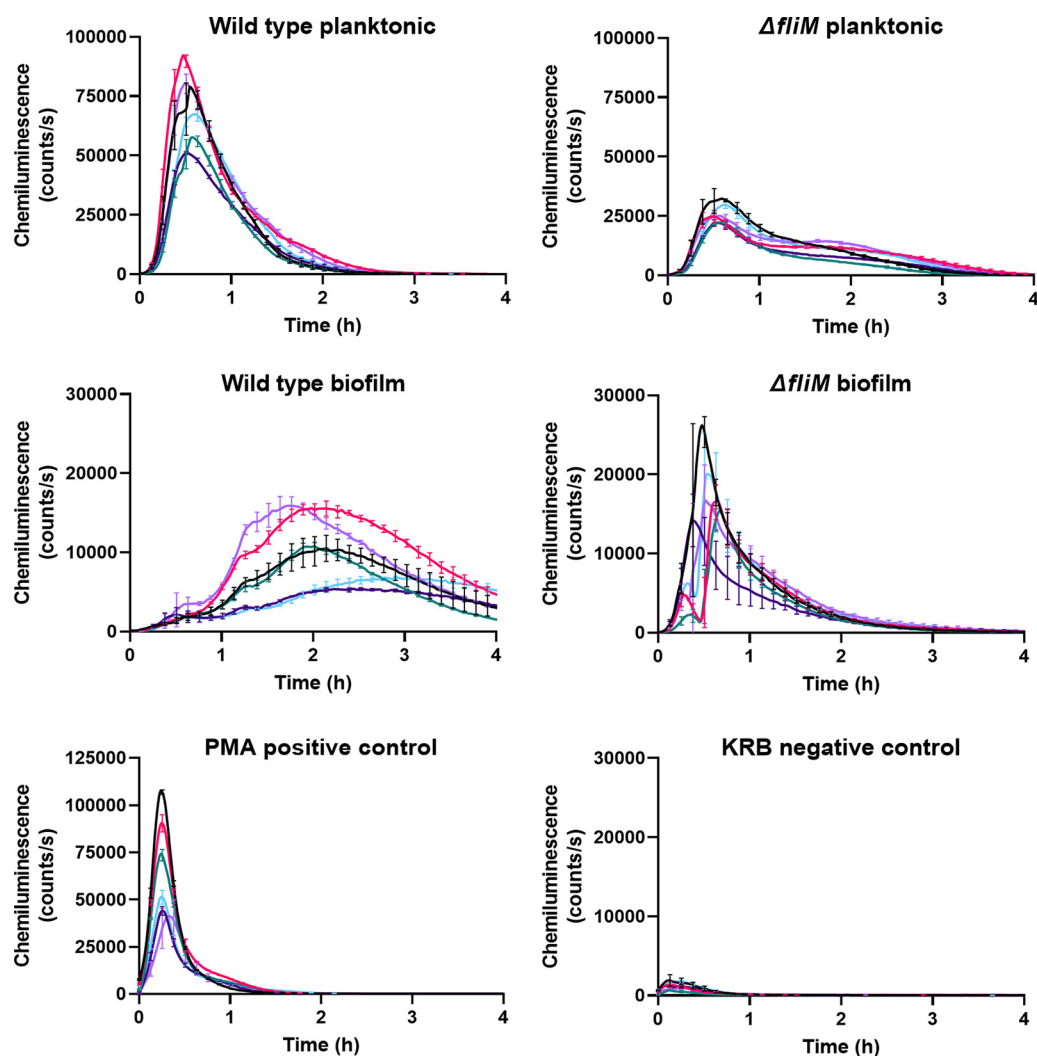 Wild type planktonic
Chemiluminescence
(counts/s)
100000
75000
50000
25000
0
0 1 2 3 4
Time (h)
ΔfliM planktonic
Chemiluminescence
(counts/s)
100000
75000
50000
25000
0
0 1 2 3 4
Time (h)
Wild type biofilm
Chemiluminescence
(counts/s)
30000
20000
10000
0
0 1 2 3 4
Time (h)
ΔfliM biofilm
Chemiluminescence
(counts/s)
30000
20000
10000
0
0 1 2 3 4
Time (h)
PMA positive control
Chemiluminescence
(counts/s)
125000
100000
75000
50000
25000
0
0 1 2 3 4
Time (h)
KRB negative control
Chemiluminescence
(counts/s)
30000
20000
10000
0
0 1 2 3 4
Time (h)